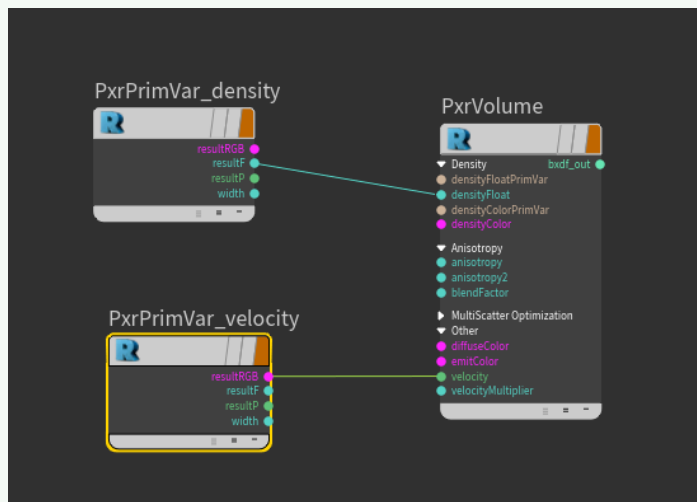 PxrPrimVar_density
R
resultRGB
resultF
resultP
width
PxrVolume
R
Density
bxdf_out
densityFloatPrimVar
densityFloat
densityColorPrimVar
densityColor
Anisotropy
anisotropy
anisotropy2
blendFactor
MultiScatter Optimization
Other
diffuseColor
emitColor
velocity
velocityMultiplier
PxrPrimVar_velocity
R
resultRGB
resultF
resultP
width